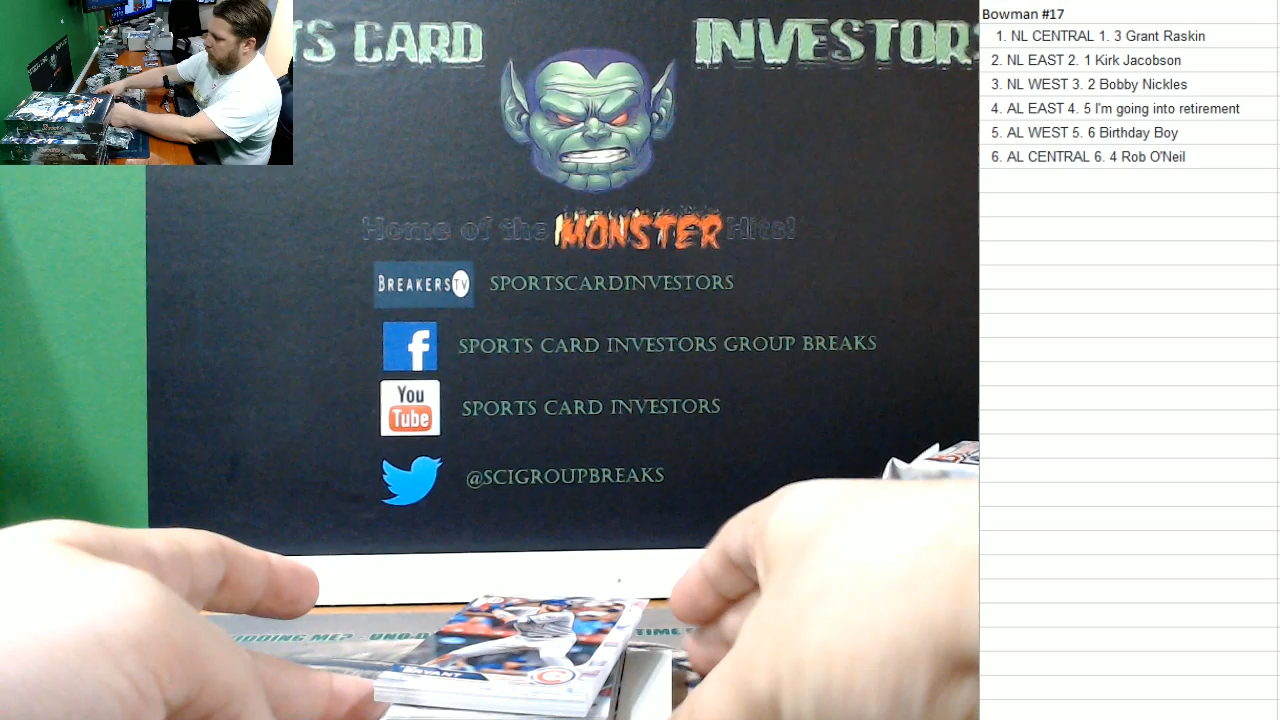 TS CARD INVESTORS
Home of the MONSTER Hits!
BREAKERS TV SPORTSCARDINVESTORS
f SPORTS CARD INVESTORS GROUP BREAKS
You Tube SPORTS CARD INVESTORS
@SCIGROUPBREAKS
BRYANT
Bowman #17
1. NL CENTRAL 1. 3 Grant Raskin
2. NL EAST 2. 1 Kirk Jacobson
3. NL WEST 3. 2 Bobby Nickles
4. AL EAST 4. 5 I'm going into retirement
5. AL WEST 5. 6 Birthday Boy
6. AL CENTRAL 6. 4 Rob O'Neil